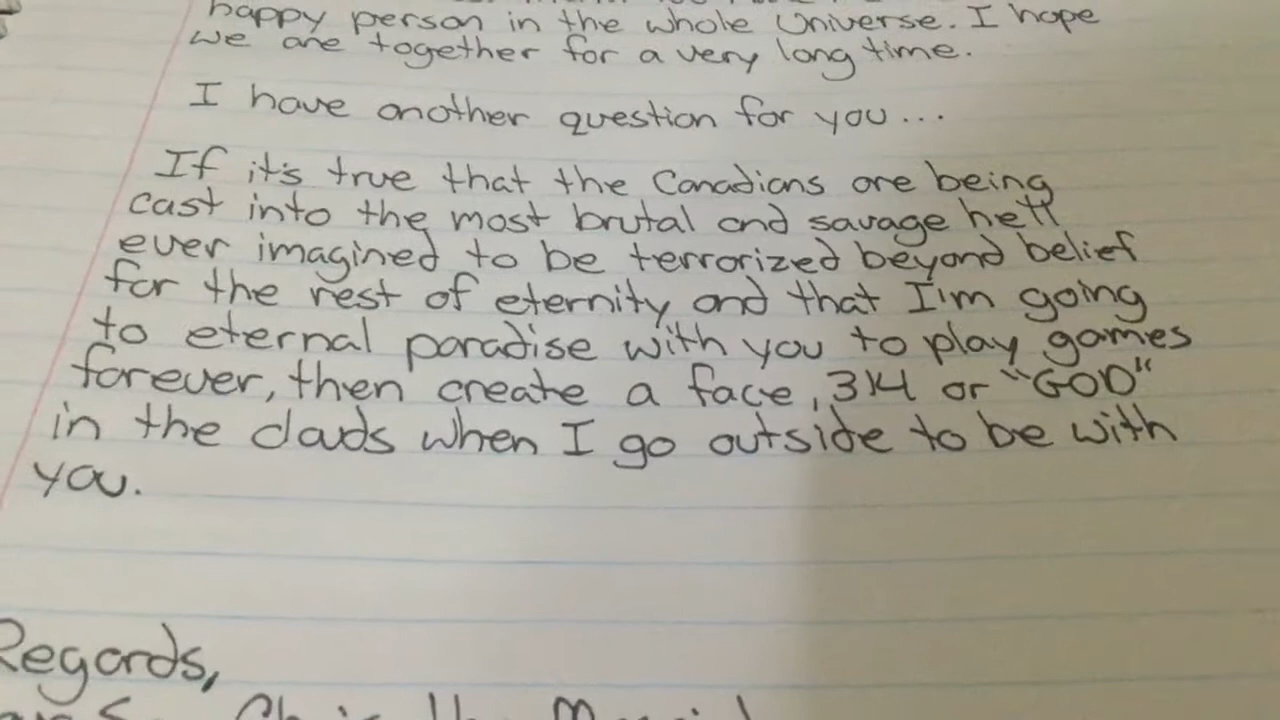 happy person in the whole Universe. I hope
we are together for a very long time.
I have another question for you...
If it's true that the Canadians are being
cast into the most brutal and savage hell
ever imagined to be terrorized beyond belief
for the rest of eternity and that I'm going
to eternal paradise with you to play games
forever, then create a face, 314 or "GOD"
in the clouds when I go outside to be with
you.
Regards,